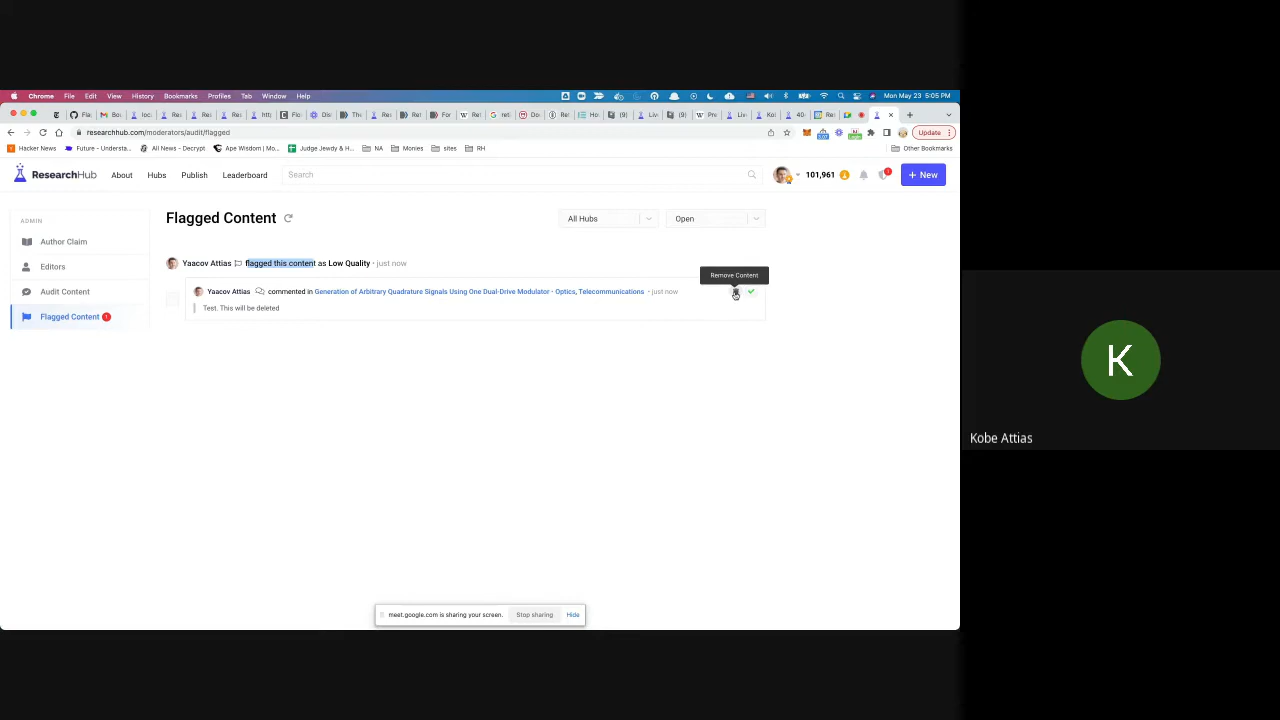 Chrome File Edit View History Bookmarks Profiles Tab Window Help
Mon May 23 5:05 PM
researchhub.com/moderators/audit/flagged
Update
Hacker News Future - Understa... All News - Decrypt Ape Wisdom | Mo... Judge Jewdy & H... NA Monies sites RH Other Bookmarks
ResearchHub About Hubs Publish Leaderboard Search 101,961 + New
ADMIN
Author Claim
Editors
Audit Content
Flagged Content
Flagged Content All Hubs Open
Yaacov Attias flagged this content as Low Quality · just now
Remove Content
Yaacov Attias commented in Generation of Arbitrary Quadrature Signals Using One Dual-Drive Modulator - Optics, Telecommunications · just now
Test. This will be deleted
meet.google.com is sharing your screen. Stop sharing Hide
K
Kobe Attias